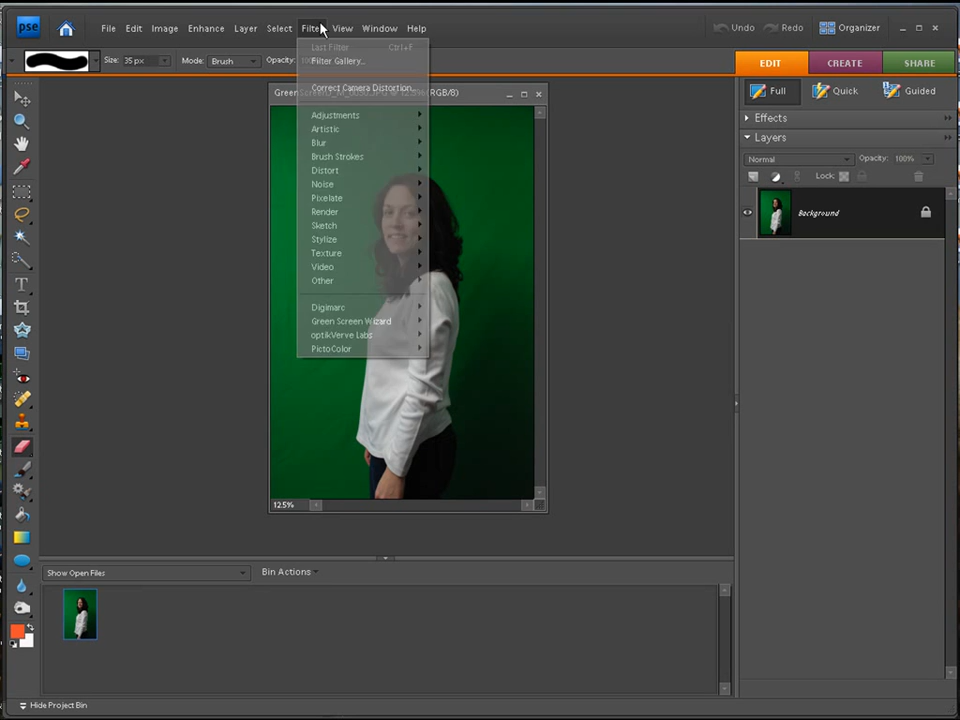 pse File Edit Image Enhance Layer Select Filter View Window Help Undo Redo Organizer
Size: 35 px Mode: Brush Opacity:
EDIT CREATE SHARE
Full Quick Guided
Effects
Layers
Normal Opacity: 100%
Lock:
Background
Last Filter Ctrl+F
Filter Gallery...
Correct Camera Distortion...
Adjustments
Artistic
Blur
Brush Strokes
Distort
Noise
Pixelate
Render
Sketch
Stylize
Texture
Video
Other
Digimarc
Green Screen Wizard
optikVerve Labs
PictoColor
12.5%
Show Open Files Bin Actions
Hide Project Bin